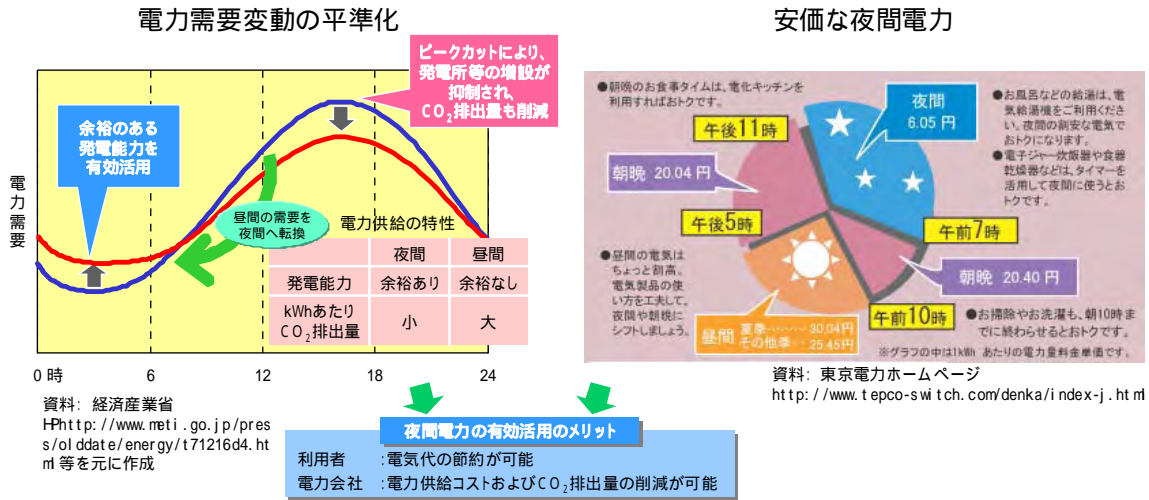 電力需要変動の平準化
ピークカットにより、
発電所等の増設が
抑制され、
CO2排出量も削減
余裕のある
発電能力を
有効活用
電力需要
昼間の需要を
夜間へ転換
電力供給の特性
夜間 昼間
発電能力 余裕あり 余裕なし
kWhあたり
CO2排出量 小 大
0時 6 12 18 24
資料: 経済産業省
HPhttp://www.meti.go.jp/pres
s/olddate/energy/t71216d4.ht
ml等を元に作成
安価な夜間電力
●朝晩のお食事タイムは、電化キッチンを
利用すればおトクです。
午後11時
夜間
6.05 円
●お風呂などの給湯は、電
気給湯機をご利用くださ
い。夜間の割安な電気で
おトクになります。
●電子ジャー炊飯器や食器
乾燥器などは、タイマーを
活用して夜間に使うとお
トクです。
朝晩 20.04 円
午後5時
午前7時
●昼間の電気は
ちょっと割高。
電気製品の使
い方を工夫して、
夜間や朝晩に
シフトしましょう。
朝晩 20.40 円
午前10時
昼間 夏季‥‥‥‥30.04円
その他季‥25.45円
●お掃除やお洗濯も、朝10時ま
でに終わらせるとおトクです。
※グラフの中は1kWh あたりの電力量料金単価です。
資料: 東京電力ホームページ
http://www.tepco-switch.com/denka/index-j.html
夜間電力の有効活用のメリット
利用者 :電気代の節約が可能
電力会社 :電力供給コストおよびCO2排出量の削減が可能